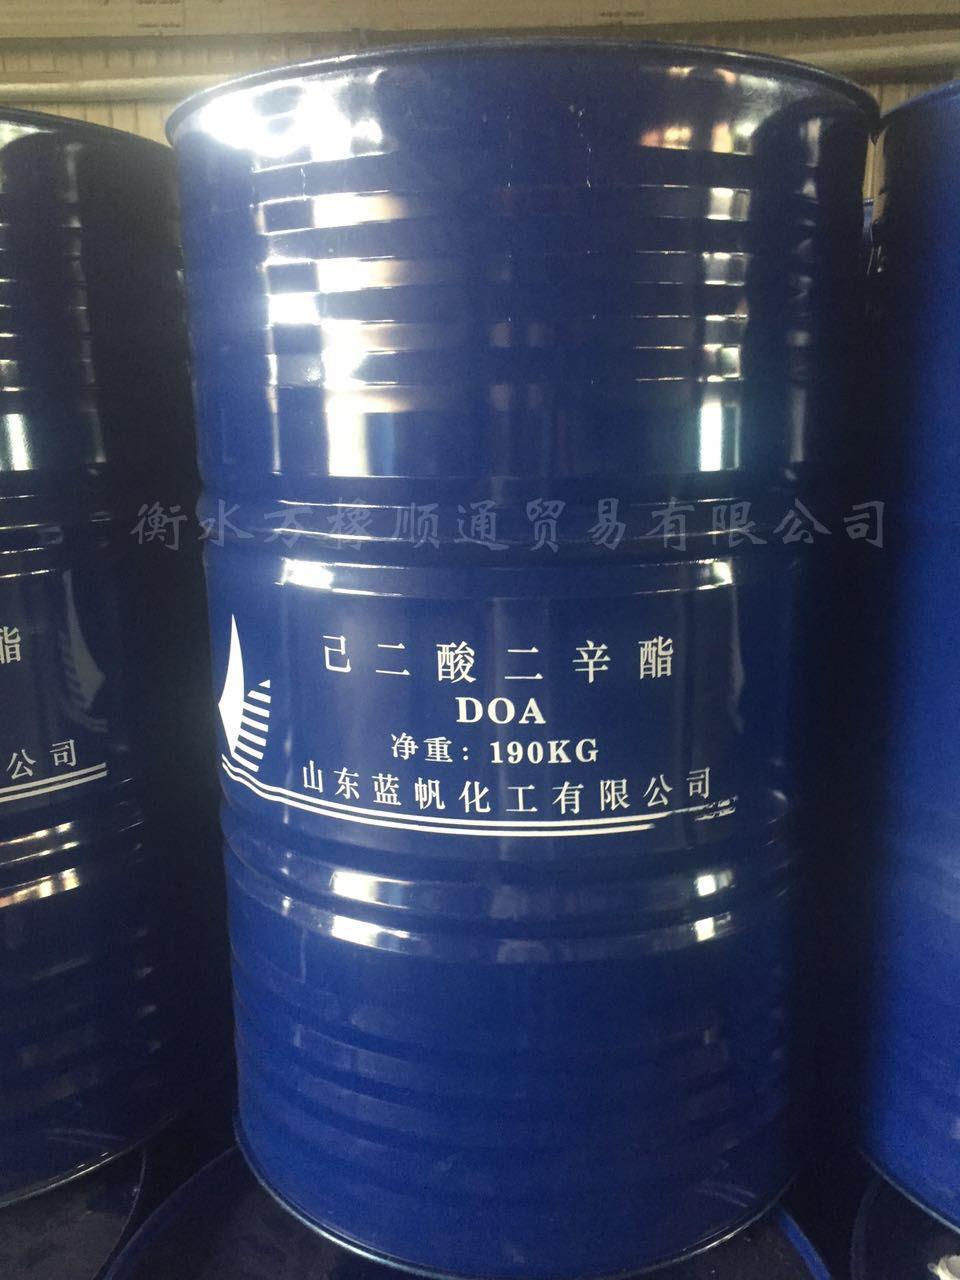 衡水万橡顺通贸易有限公司
己二酸二辛酯
DOA
净重：190KG
山东蓝帆化工有限公司
酯
公司